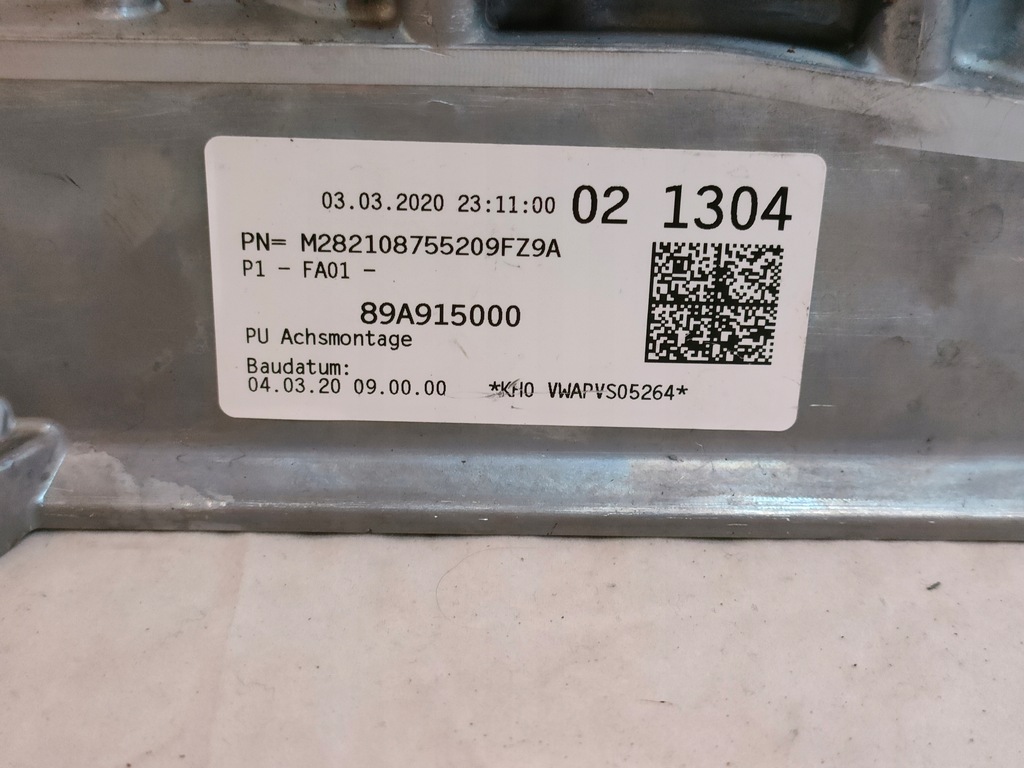 03.03.2020 23:11:00 02 1304
PN= M282108755209FZ9A
P1 - FA01 -
89A915000
PU Achsmontage
Baudatum:
04.03.20 09.00.00 *KH0 VWAPVS05264*